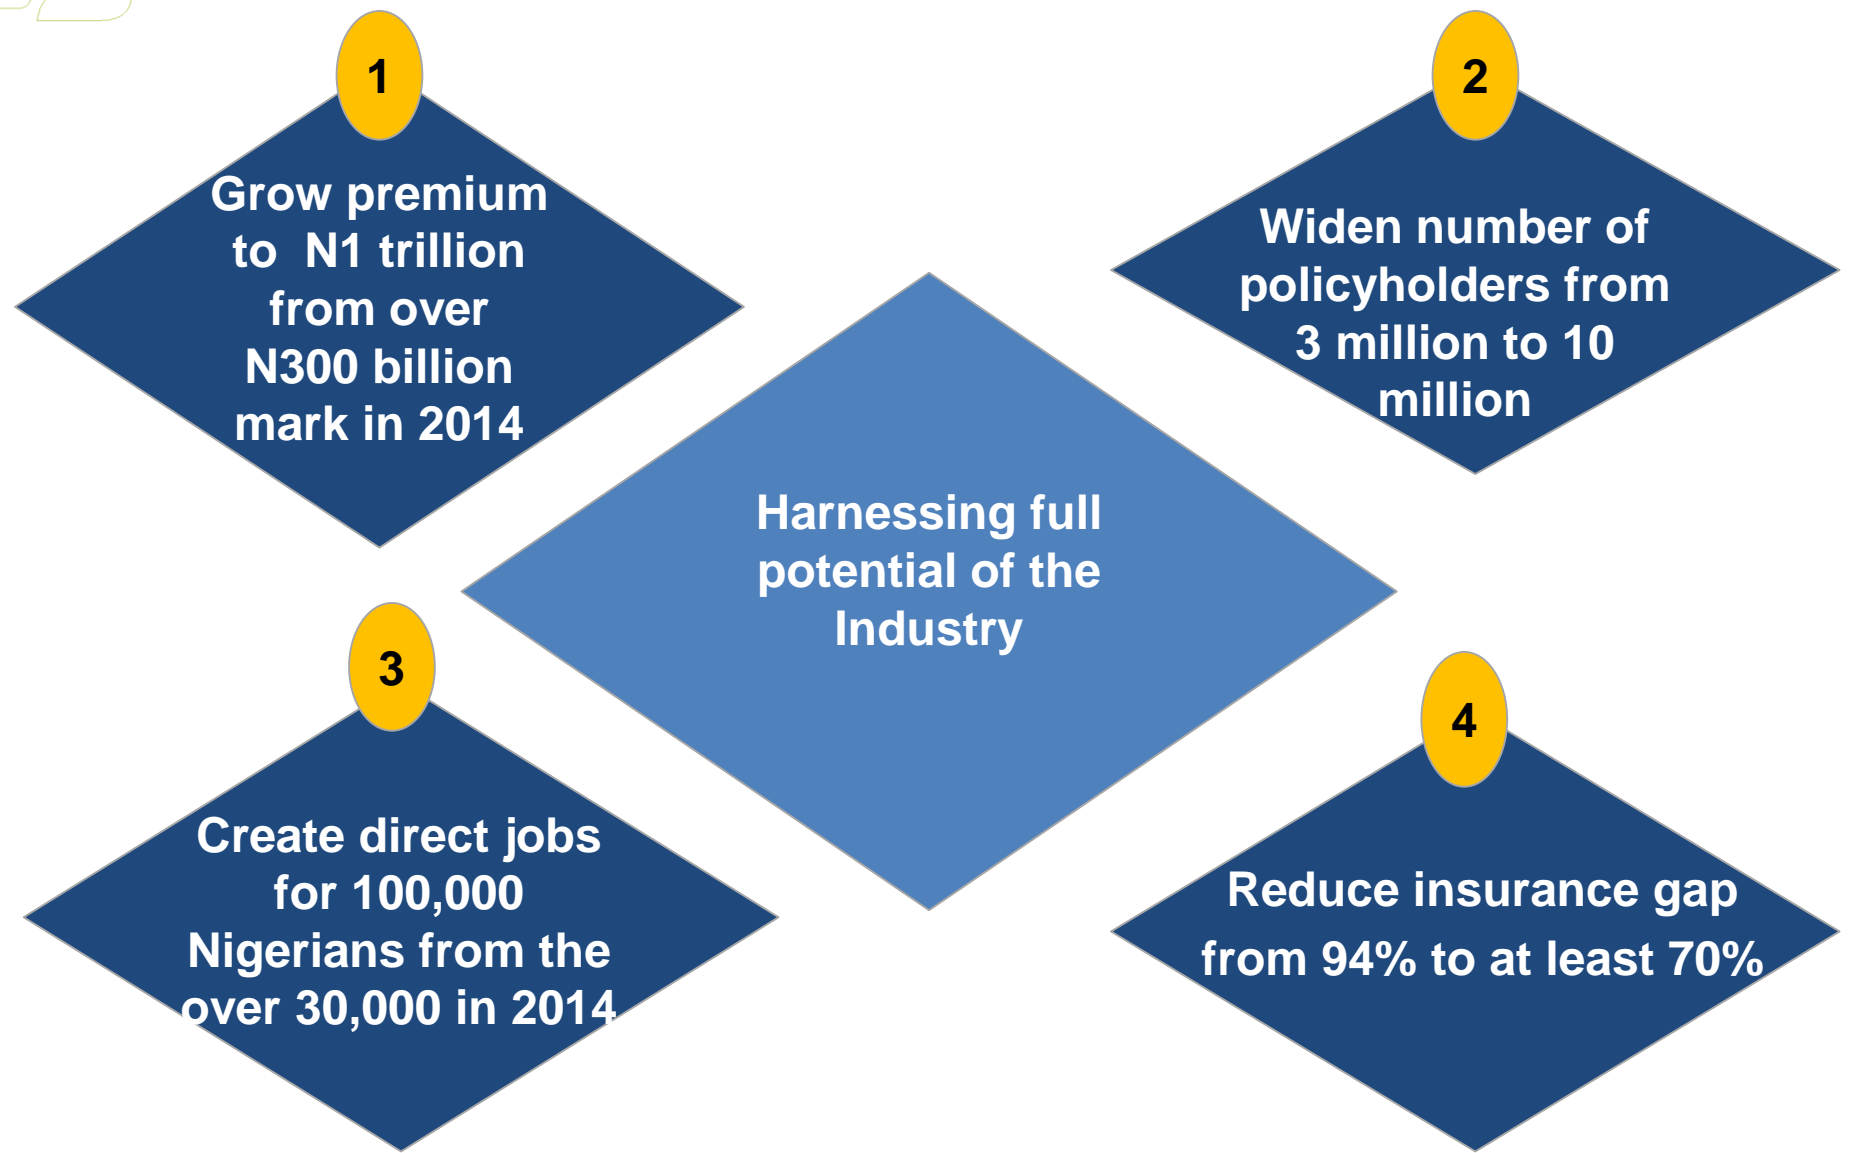 1
Grow premium
to N1 trillion
from over
N300 billion
mark in 2014
2
Widen number of
policyholders from
3 million to 10
million
Harnessing full
potential of the
Industry
3
Create direct jobs
for 100,000
Nigerians from the
over 30,000 in 2014
4
Reduce insurance gap
from 94% to at least 70%